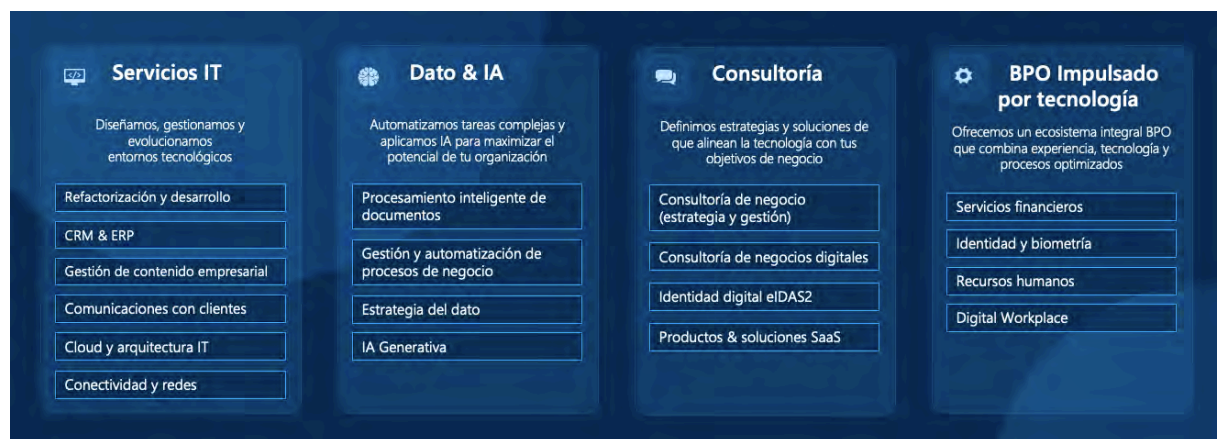 Servicios IT
Diseñamos, gestionamos y
evolucionamos
entornos tecnológicos
Refactorización y desarrollo
CRM & ERP
Gestión de contenido empresarial
Comunicaciones con clientes
Cloud y arquitectura IT
Conectividad y redes
Dato & IA
Automatizamos tareas complejas y
aplicamos IA para maximizar el
potencial de tu organización
Procesamiento inteligente de
documentos
Gestión y automatización de
procesos de negocio
Estrategia del dato
IA Generativa
Consultoría
Definimos estrategias y soluciones de
que alinean la tecnología con tus
objetivos de negocio
Consultoría de negocio
(estrategia y gestión)
Consultoría de negocios digitales
Identidad digital eIDAS2
Productos & soluciones SaaS
BPO Impulsado
por tecnología
Ofrecemos un ecosistema integral BPO
que combina experiencia, tecnología y
procesos optimizados
Servicios financieros
Identidad y biometría
Recursos humanos
Digital Workplace